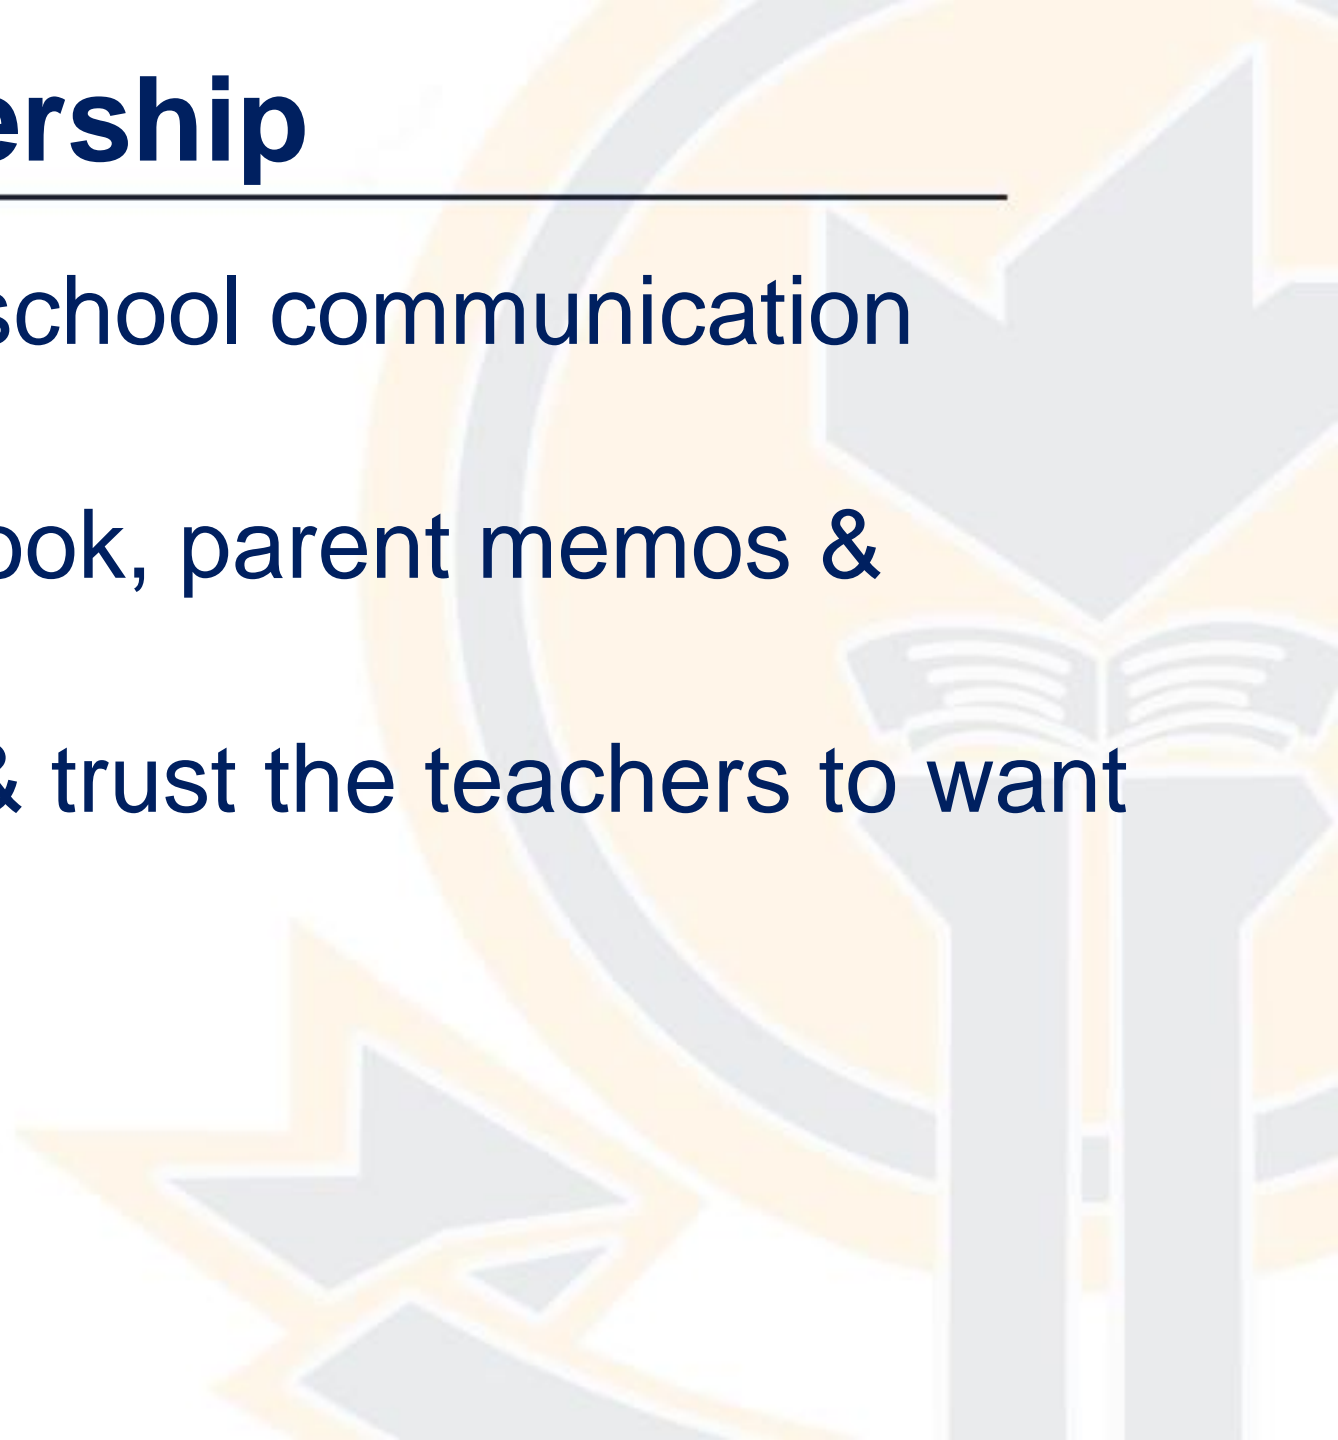 ership
school communication
ook, parent memos &
& trust the teachers to want